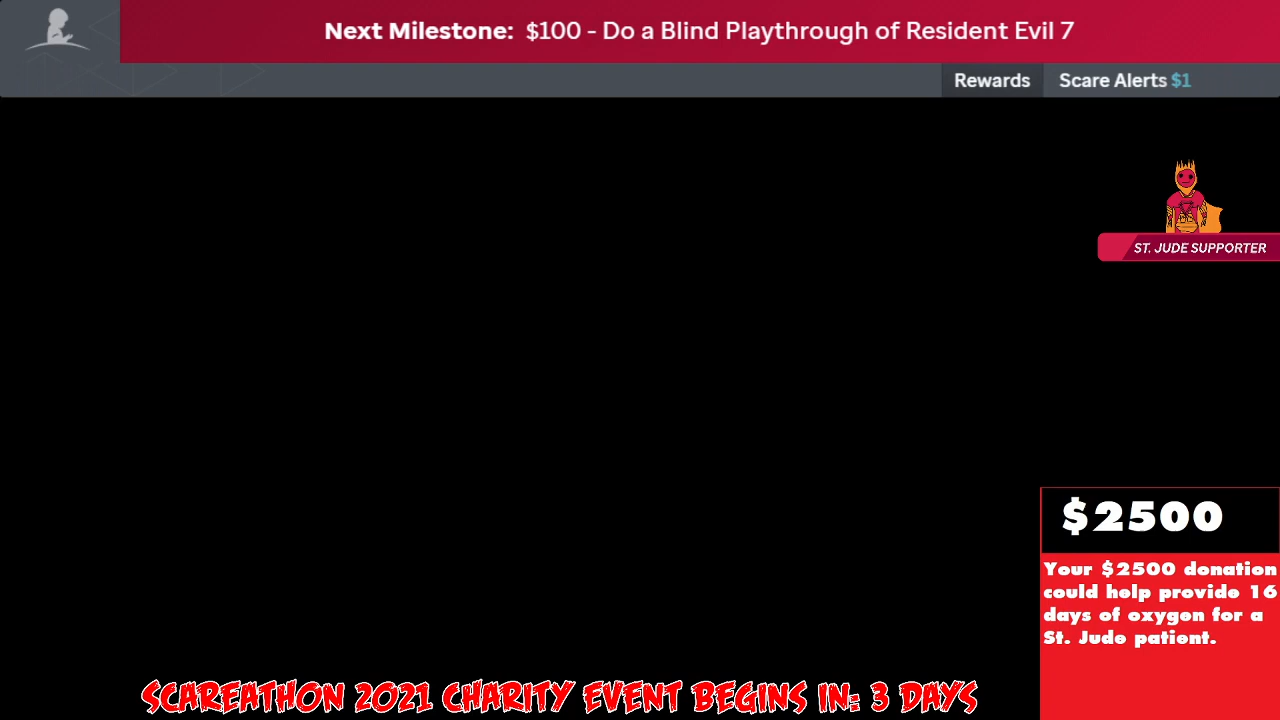 Next Milestone: $100 - Do a Blind Playthrough of Resident Evil 7
Rewards Scare Alerts $1
ST. JUDE SUPPORTER
$2500
Your $2500 donation
could help provide 16
days of oxygen for a
St. Jude patient.
SCAREATHON 2021 CHARITY EVENT BEGINS IN: 3 DAYS